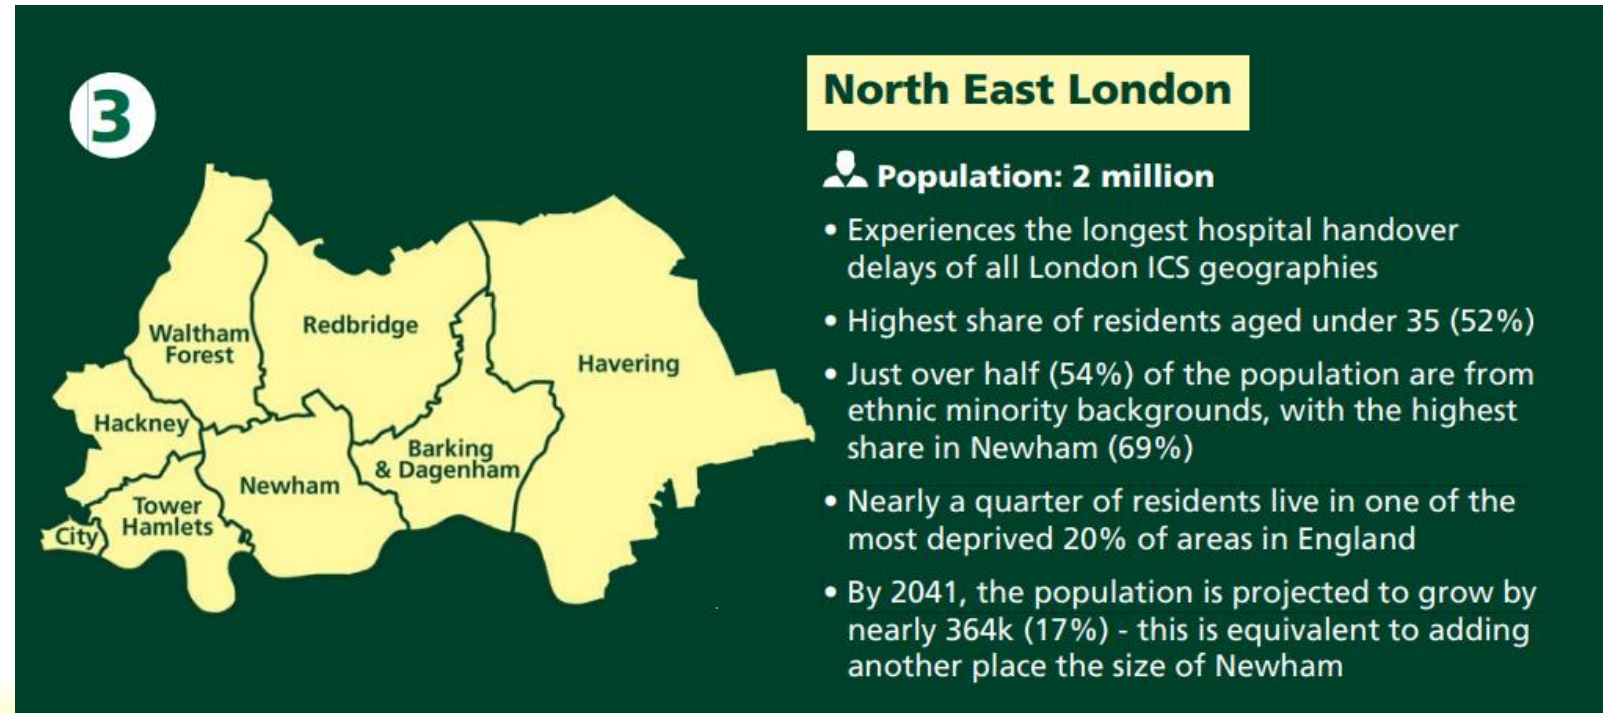 3
North East London
Population: 2 million
• Experiences the longest hospital handover
delays of all London ICS geographies
• Highest share of residents aged under 35 (52%)
• Just over half (54%) of the population are from
ethnic minority backgrounds, with the highest
share in Newham (69%)
• Nearly a quarter of residents live in one of the
most deprived 20% of areas in England
• By 2041, the population is projected to grow by
nearly 364k (17%) - this is equivalent to adding
another place the size of Newham
Waltham
Forest
Redbridge
Havering
Hackney
Barking
& Dagenham
Newham
Tower
Hamlets
City